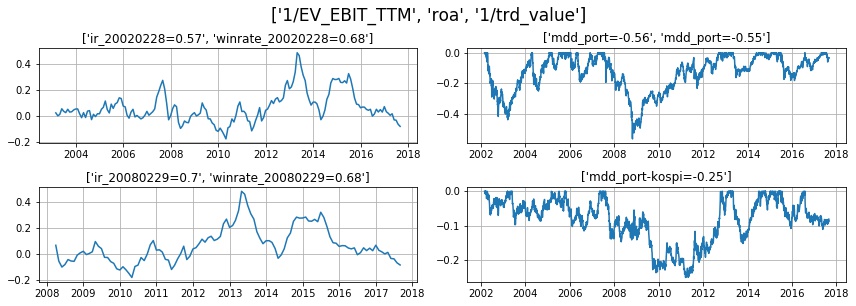 ['1/EV_EBIT_TTM', 'roa', '1/trd_value']
['ir_20020228=0.57', 'winrate_20020228=0.68']
0.4
0.2
0.0
−0.2
2004 2006 2008 2010 2012 2014 2016 2018
['mdd_port=-0.56', 'mdd_port=-0.55']
0.0
−0.2
−0.4
2002 2004 2006 2008 2010 2012 2014 2016 2018
['ir_20080229=0.7', 'winrate_20080229=0.68']
0.4
0.2
0.0
−0.2
2008 2009 2010 2011 2012 2013 2014 2015 2016 2017 2018
['mdd_port-kospi=-0.25']
0.0
−0.1
−0.2
2002 2004 2006 2008 2010 2012 2014 2016 2018